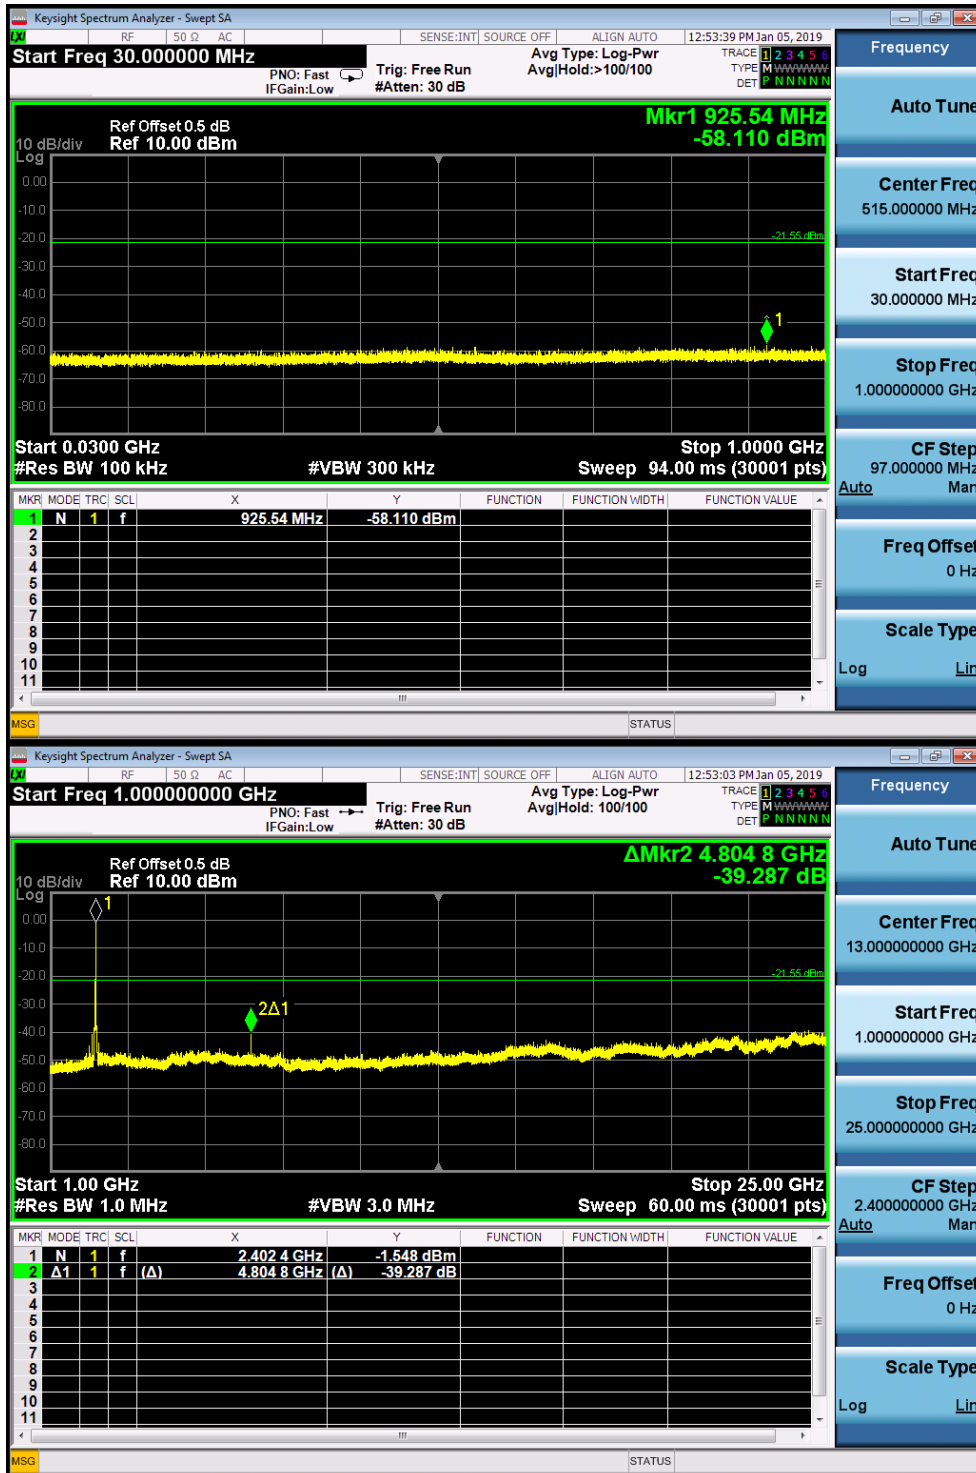 Keysight Spectrum Analyzer - Swept SA
LXI RF 50 Ω AC SENSE:INT SOURCE OFF ALIGN AUTO 12:53:39 PM Jan 05, 2019
Start Freq 30.000000 MHz
PNO: Fast
IFGain:Low
Trig: Free Run
#Atten: 30 dB
Avg Type: Log-Pwr
Avg|Hold:>100/100
TRACE 1 2 3 4 5 6
TYPE M WWWWW
DET P N N N N N
Frequency
Mkr1 925.54 MHz
-58.110 dBm
Ref Offset 0.5 dB
10 dB/div Ref 10.00 dBm
Log
0.00
-10.0
-20.0
-21.55 dBm
-30.0
-40.0
-50.0
1
-60.0
-70.0
-80.0
Start 0.0300 GHz Stop 1.0000 GHz
#Res BW 100 kHz #VBW 300 kHz Sweep 94.00 ms (30001 pts)
MKR MODE TRC SCL X Y FUNCTION FUNCTION WIDTH FUNCTION VALUE
1 N 1 f 925.54 MHz -58.110 dBm
2
3
4
5
6
7
8
9
10
11
MSG STATUS
Auto Tune
Center Freq
515.000000 MHz
Start Freq
30.000000 MHz
Stop Freq
1.000000000 GHz
CF Step
97.000000 MHz
Auto Man
Freq Offset
0 Hz
Scale Type
Log Lin
Keysight Spectrum Analyzer - Swept SA
LXI RF 50 Ω AC SENSE:INT SOURCE OFF ALIGN AUTO 12:53:03 PM Jan 05, 2019
Start Freq 1.000000000 GHz
PNO: Fast
IFGain:Low
Trig: Free Run
#Atten: 30 dB
Avg Type: Log-Pwr
Avg|Hold: 100/100
TRACE 1 2 3 4 5 6
TYPE M WWWWW
DET P N N N N N
Frequency
ΔMkr2 4.804 8 GHz
-39.287 dB
Ref Offset 0.5 dB
10 dB/div Ref 10.00 dBm
Log
1
0.00
-10.0
-20.0
-21.55 dBm
-30.0
2Δ1
-40.0
-50.0
-60.0
-70.0
-80.0
Start 1.00 GHz Stop 25.00 GHz
#Res BW 1.0 MHz #VBW 3.0 MHz Sweep 60.00 ms (30001 pts)
MKR MODE TRC SCL X Y FUNCTION FUNCTION WIDTH FUNCTION VALUE
1 N 1 f 2.402 4 GHz -1.548 dBm
2 Δ1 1 f (Δ) 4.804 8 GHz (Δ) -39.287 dB
3
4
5
6
7
8
9
10
11
MSG STATUS
Auto Tune
Center Freq
13.000000000 GHz
Start Freq
1.000000000 GHz
Stop Freq
25.000000000 GHz
CF Step
2.400000000 GHz
Auto Man
Freq Offset
0 Hz
Scale Type
Log Lin